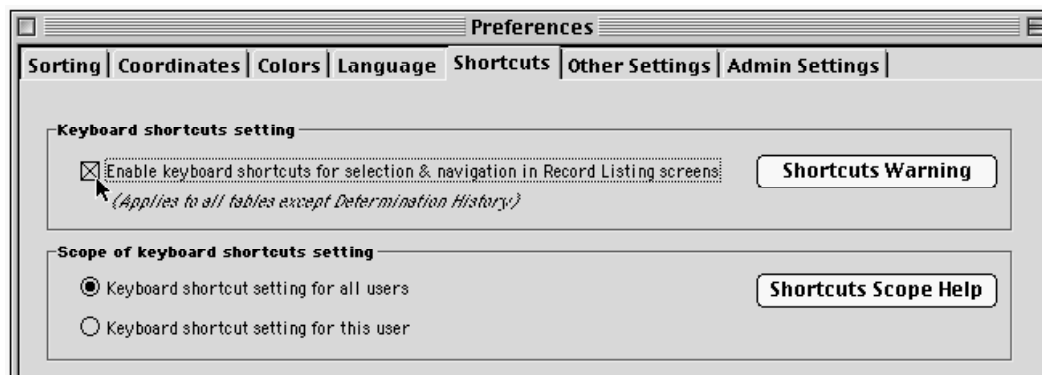 Preferences
Sorting Coordinates Colors Language Shortcuts Other Settings Admin Settings
Keyboard shortcuts setting
Enable keyboard shortcuts for selection & navigation in Record Listing screens
Shortcuts Warning
(Applies to all tables except Determination History)
Scope of keyboard shortcuts setting
Keyboard shortcut setting for all users
Shortcuts Scope Help
Keyboard shortcut setting for this user